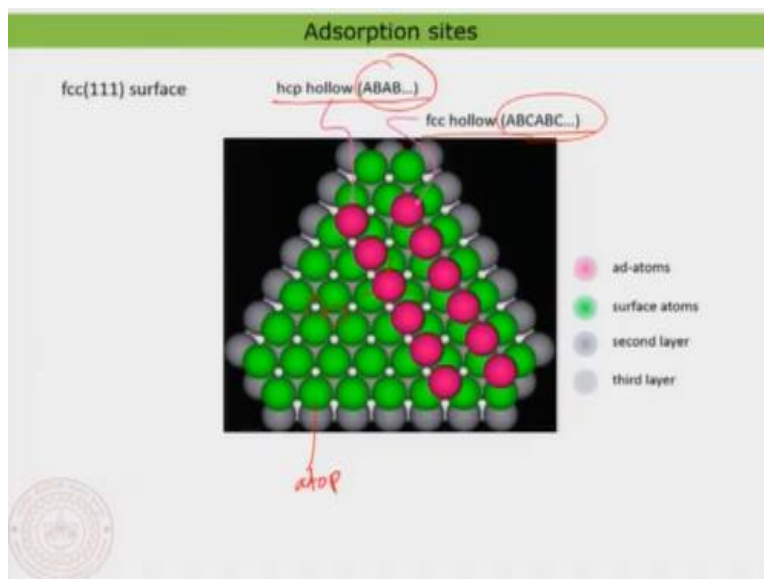 Adsorption sites
fcc(111) surface
hcp hollow (ABAB...)
fcc hollow (ABCABC...)
ad-atoms
surface atoms
second layer
third layer
atop